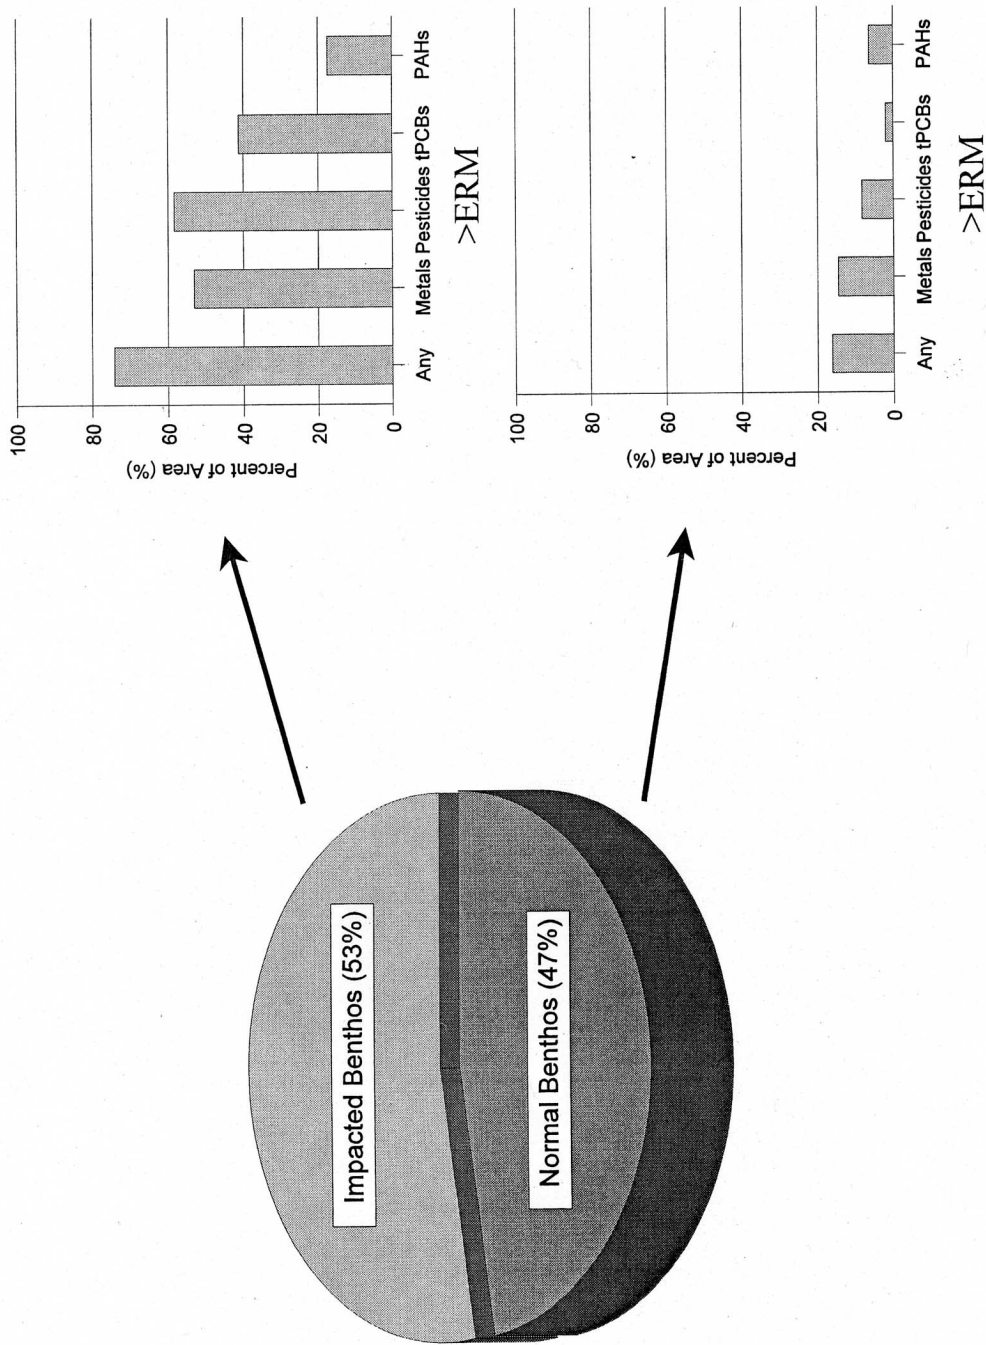 Impacted Benthos (53%)
Normal Benthos (47%)
Percent of Area (%)
100
80
60
40
20
0
Any Metals Pesticides tPCBs PAHs
>ERM
Percent of Area (%)
100
80
60
40
20
0
Any Metals Pesticides tPCBs PAHs
>ERM